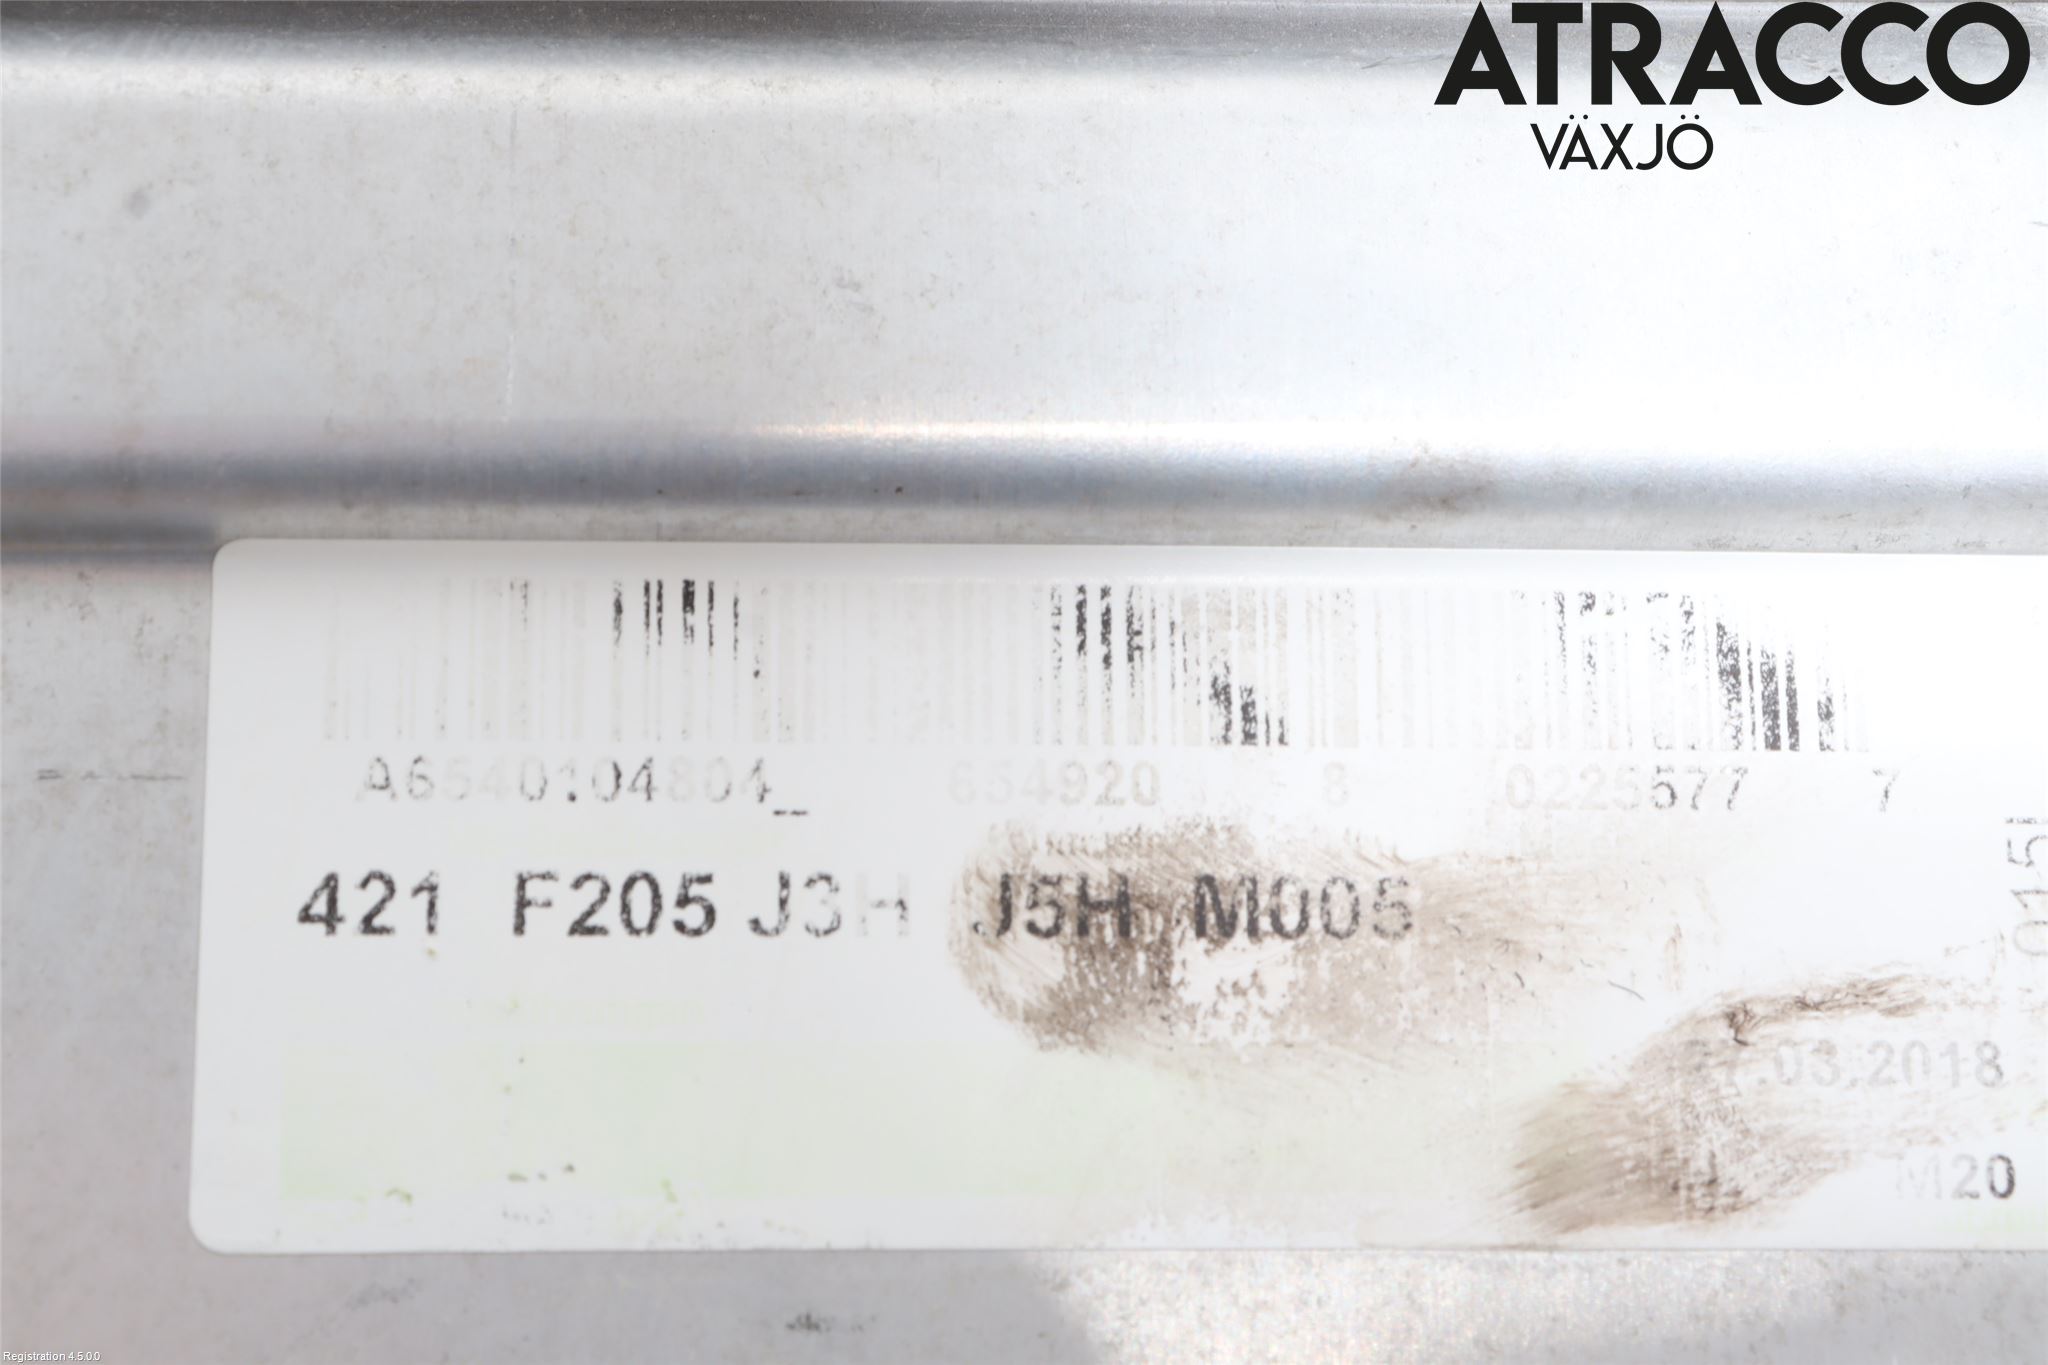 ATRACCO
VÄXJÖ
A6540104804_ 654920 8 0225577 7
421 F205 J3H J5H M005
.03.2018
M20
Registration 4.5.0.0